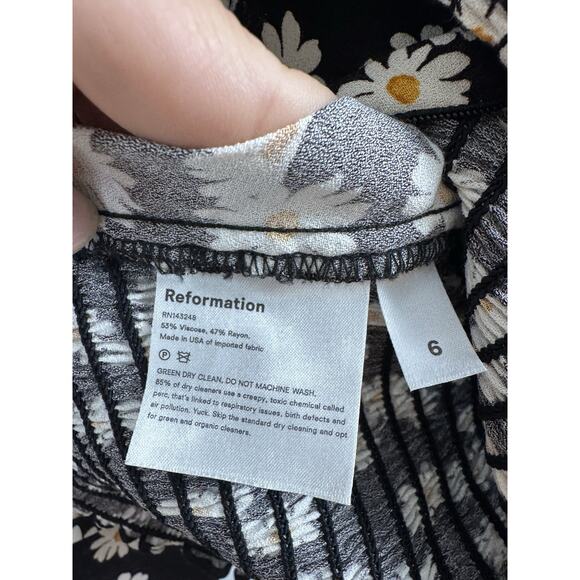 Reformation
RN143248
53% Viscose, 47% Rayon,
Made in USA of imported fabric
P
GREEN DRY CLEAN. DO NOT MACHINE WASH.
85% of dry cleaners use a creepy, toxic chemical called
perc, that's linked to respiratory issues, birth defects and
air pollution. Yuck. Skip the standard dry cleaning and opt
for green and organic cleaners.
6